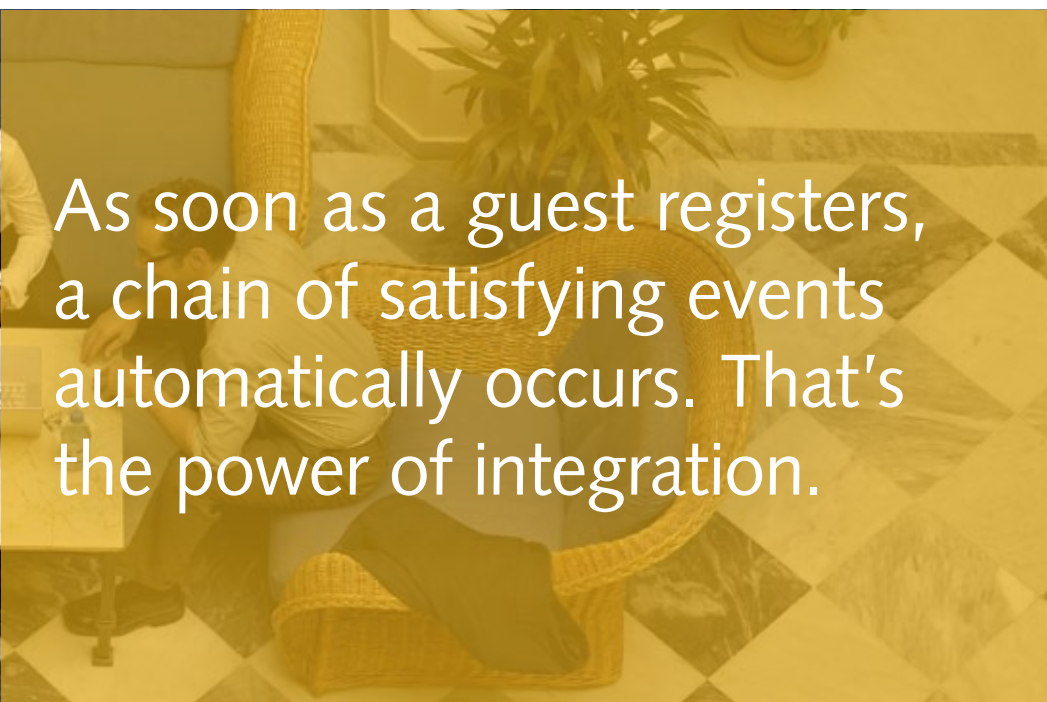 As soon as a guest registers,
a chain of satisfying events
automatically occurs. That’s
the power of integration.